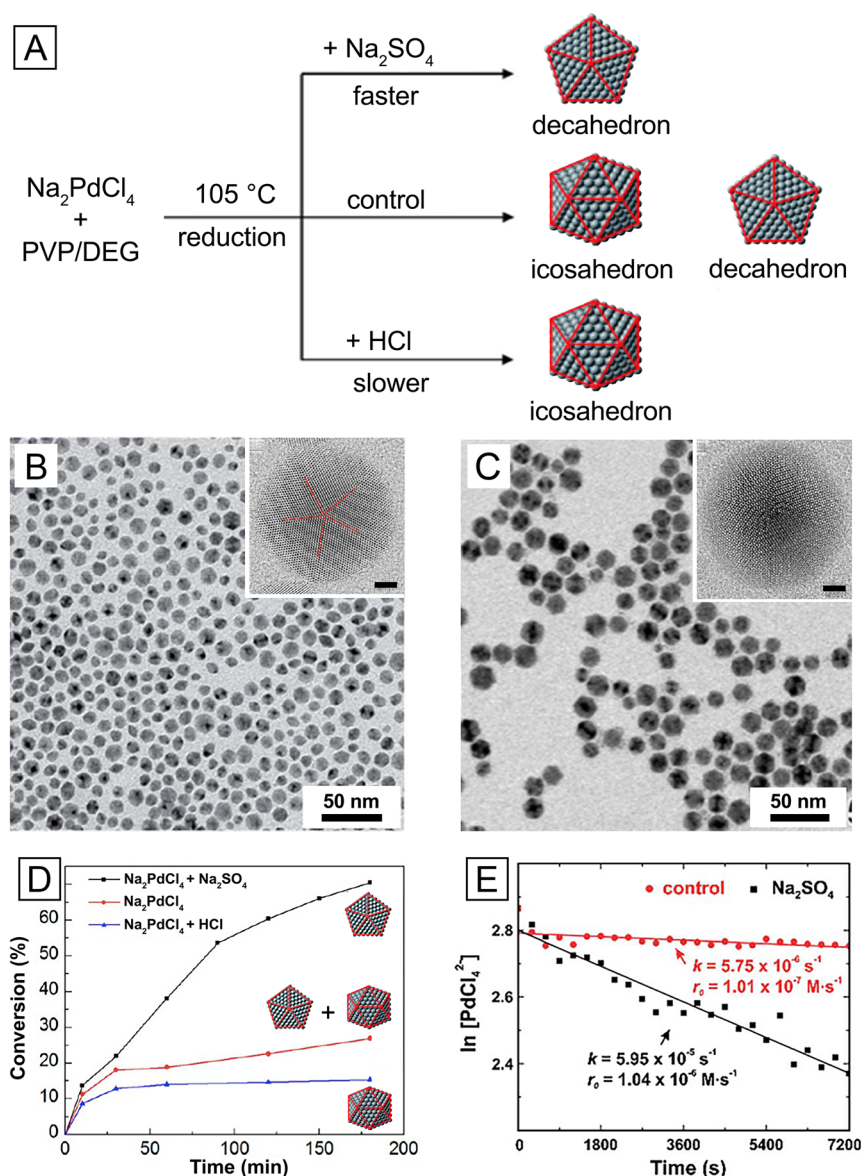 A
+ Na₂SO₄
faster
decahedron
Na₂PdCl₄
+
PVP/DEG
105 °C
reduction
control
icosahedron
decahedron
+ HCl
slower
icosahedron
B
50 nm
C
50 nm
D
Na₂PdCl₄ + Na₂SO₄
Na₂PdCl₄
Na₂PdCl₄ + HCl
+
Conversion (%)
60
50
40
30
20
10
0
0
50
100
150
200
Time (min)
E
control
Na₂SO₄
ln [PdCl₄²⁻]
2.8
2.6
2.4
k = 5.75 x 10⁻⁶ s⁻¹
r₀ = 1.01 x 10⁻⁷ M·s⁻¹
k = 5.95 x 10⁻⁵ s⁻¹
r₀ = 1.04 x 10⁻⁶ M·s⁻¹
0
1800
3600
5400
7200
Time (s)